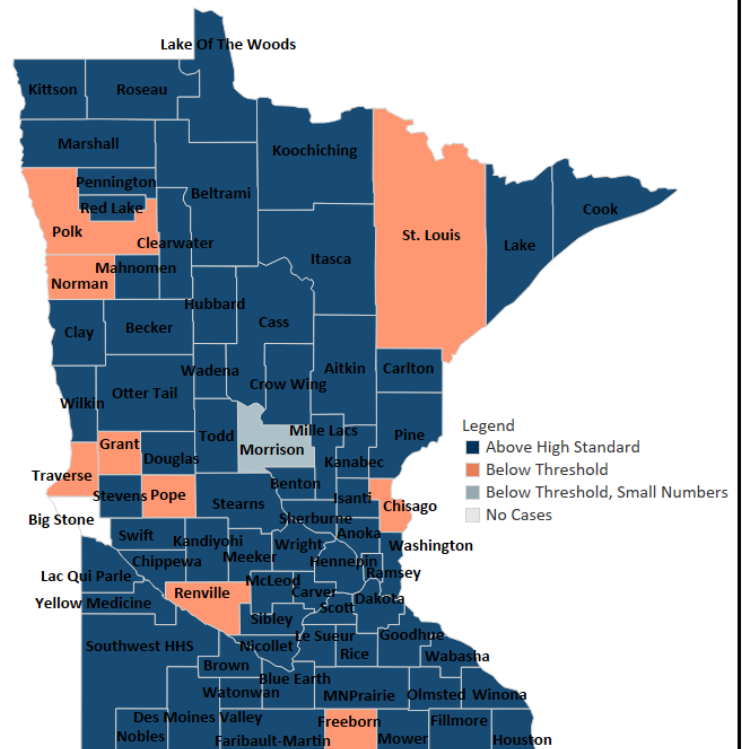 Lake Of The Woods
Kittson
Roseau
Marshall
Koochiching
Pennington
Beltrami
Red Lake
Cook
Polk
St. Louis
Clearwater
Lake
Itasca
Mahnomen
Norman
Hubbard
Cass
Clay
Becker
Wadena
Aitkin
Carlton
Crow Wing
Otter Tail
Wilkin
Mille Lacs
Todd
Pine
Grant
Morrison
Douglas
Kanabec
Traverse
Benton
Stevens
Pope
Isanti
Stearns
Chisago
Big Stone
Sherburne
Anoka
Swift
Kandiyohi
Wright
Washington
Meeker
Chippewa
Hennepin
Ramsey
Lac Qui Parle
McLeod
Renville
Carver
Dakota
Yellow Medicine
Scott
Sibley
Le Sueur
Goodhue
Southwest HHS
Nicollet
Rice
Wabasha
Brown
Blue Earth
Watonwan
MNPrairie
Olmsted
Winona
Des Moines Valley
Freeborn
Fillmore
Nobles
Faribault-Martin
Mower
Houston
Legend
Above High Standard
Below Threshold
Below Threshold, Small Numbers
No Cases